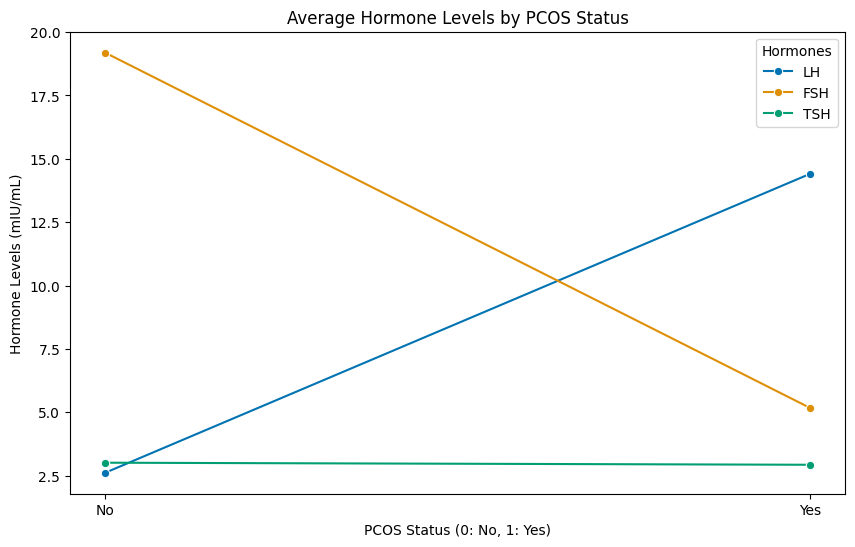 Average Hormone Levels by PCOS Status
Hormones
LH
FSH
TSH
Hormone Levels (mIU/mL)
20.0
17.5
15.0
12.5
10.0
7.5
5.0
2.5
No
Yes
PCOS Status (0: No, 1: Yes)